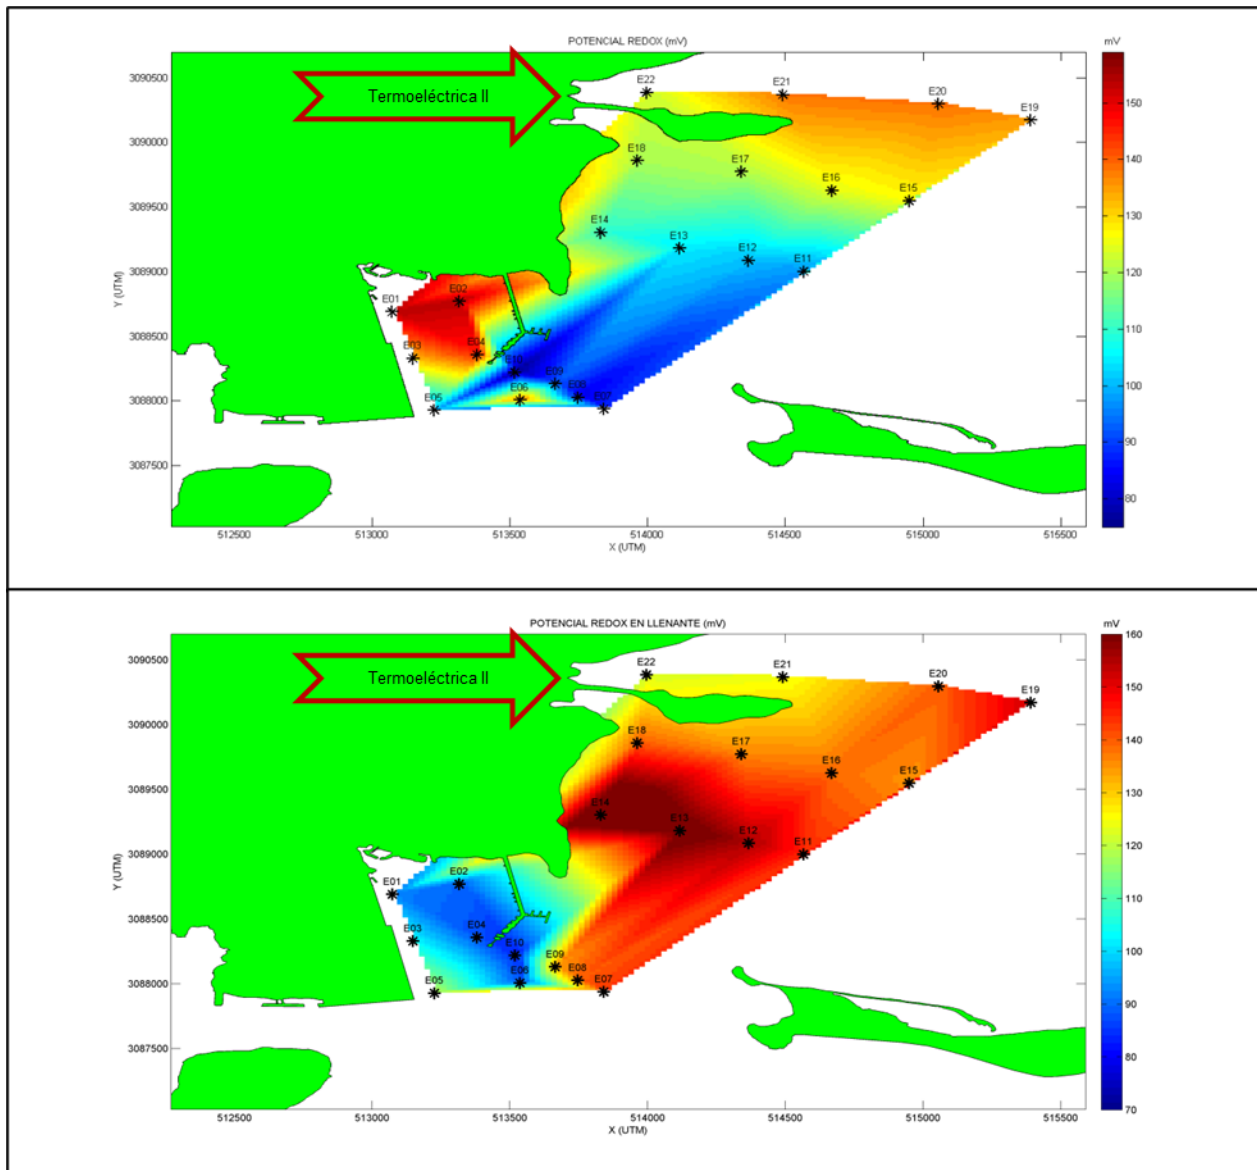 POTENCIAL REDOX (mV)
mV
Termoeléctrica II
E22
E21
E20
E19
E18
E17
E16
E15
E14
E13
E12
E11
E02
E01
E04
E03
E10
E09
E08
E07
E06
E05
3090500
3090000
3089500
3089000
3088500
3088000
3087500
Y (UTM)
150
140
130
120
110
100
90
80
512500 513000 513500 514000 514500 515000 515500
X (UTM)
POTENCIAL REDOX EN LLENANTE (mV)
mV
Termoeléctrica II
E22
E21
E20
E19
E18
E17
E16
E15
E14
E13
E12
E11
E02
E01
E04
E03
E10
E09
E08
E07
E06
E05
3090500
3090000
3089500
3089000
3088500
3088000
3087500
Y (UTM)
160
150
140
130
120
110
100
90
80
70
512500 513000 513500 514000 514500 515000 515500
X (UTM)